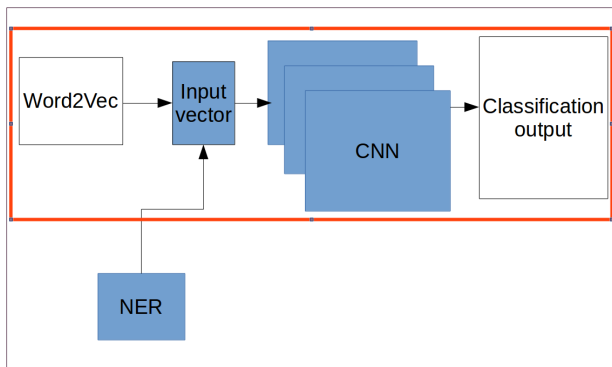 Word2Vec
Input
vector
CNN
Classification
output
NER